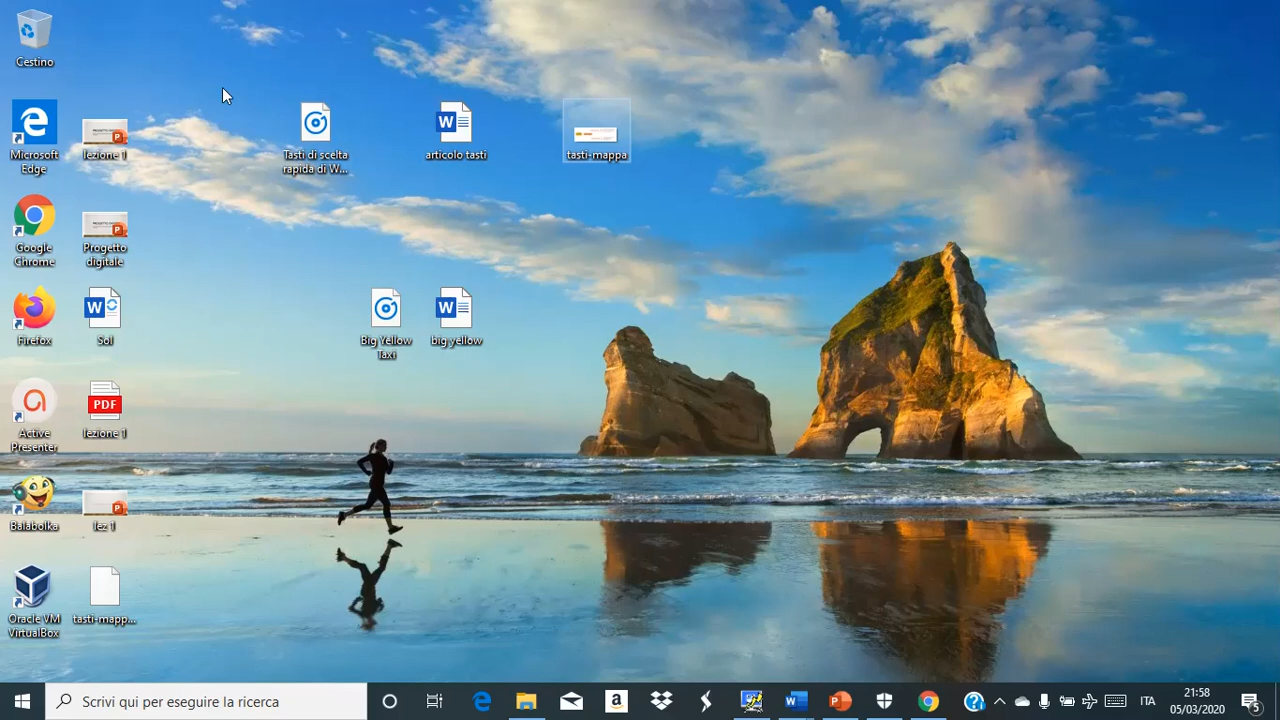 Cestino
Microsoft
Edge
lezione 1
Tasti di scelta
rapida di W...
articolo tasti
tasti-mappa
Google
Chrome
Progetto
digitale
Firefox
Sol
Big Yellow
Taxi
big yellow
Active
Presenter
PDF
lezione 1
Balabolka
lez 1
Oracle VM
VirtualBox
tasti-mapp...
Scrivi qui per eseguire la ricerca
ITA
21:58
05/03/2020
5